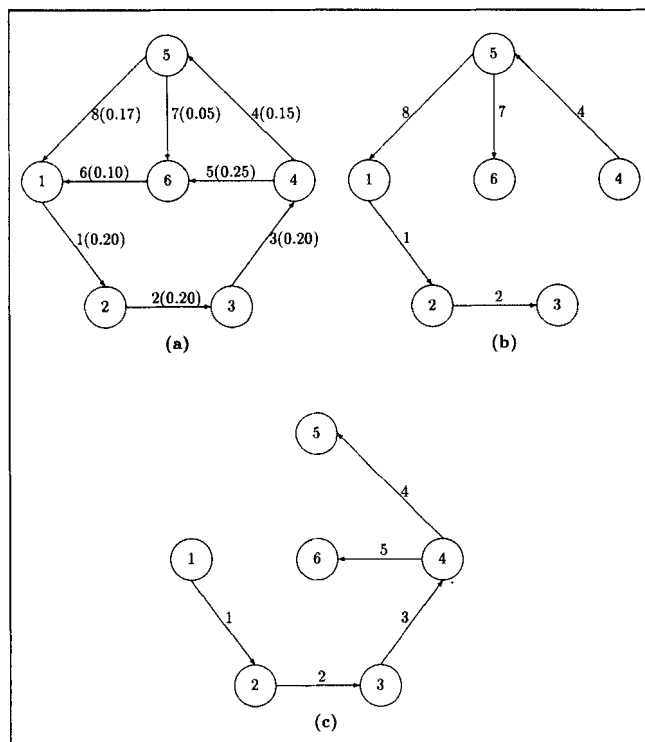 5
8(0.17) 7(0.05) 4(0.15)
1 6(0.10) 6 5(0.25) 4
1(0.20) 3(0.20)
2 2(0.20) 3
(a)
5
8 7 4
1 6 4
1
2 2 3
(b)
5
4
1 6 5 4
1 3
2 2 3
(c)